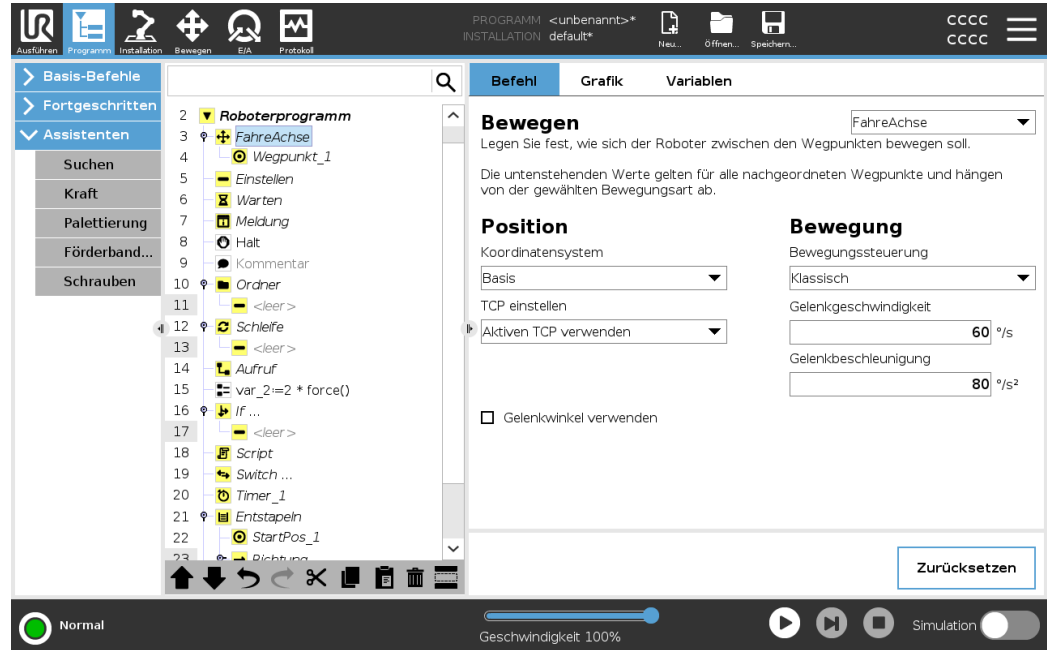 PROGRAMM <unbenannt>*
INSTALLATION default*
CCCC
CCCC
Ausführen Programm Installation Bewegen E/A Protokoll Neu... Öffnen... Speichern...
Basis-Befehle
Fortgeschritten
Assistenten
Suchen
Kraft
Palettierung
Förderband...
Schrauben
2 Roboterprogramm
3 FahreAchse
4 Wegpunkt_1
5 Einstellen
6 Warten
7 Meldung
8 Halt
9 Kommentar
10 Ordner
11 <leer>
12 Schleife
13 <leer>
14 Aufruf
15 var_2≔2 * force()
16 If ...
17 <leer>
18 Script
19 Switch ...
20 Timer_1
21 Entstapeln
22 StartPos_1
23 Richtung
Befehl Grafik Variablen
Bewegen FahreAchse
Legen Sie fest, wie sich der Roboter zwischen den Wegpunkten bewegen soll.
Die untenstehenden Werte gelten für alle nachgeordneten Wegpunkte und hängen
von der gewählten Bewegungsart ab.
Position
Koordinatensystem
Basis
TCP einstellen
Aktiven TCP verwenden
Gelenkwinkel verwenden
Bewegung
Bewegungssteuerung
Klassisch
Gelenkgeschwindigkeit
60 °/s
Gelenkbeschleunigung
80 °/s²
Zurücksetzen
Normal
Geschwindigkeit 100%
Simulation